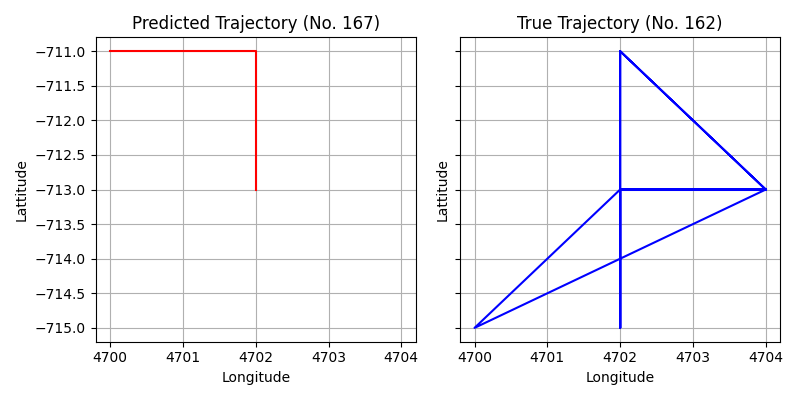 Predicted Trajectory (No. 167)
−711.0
−711.5
−712.0
−712.5
−713.0
−713.5
−714.0
−714.5
−715.0
Lattitude
4700 4701 4702 4703 4704
Longitude
True Trajectory (No. 162)
Lattitude
4700 4701 4702 4703 4704
Longitude